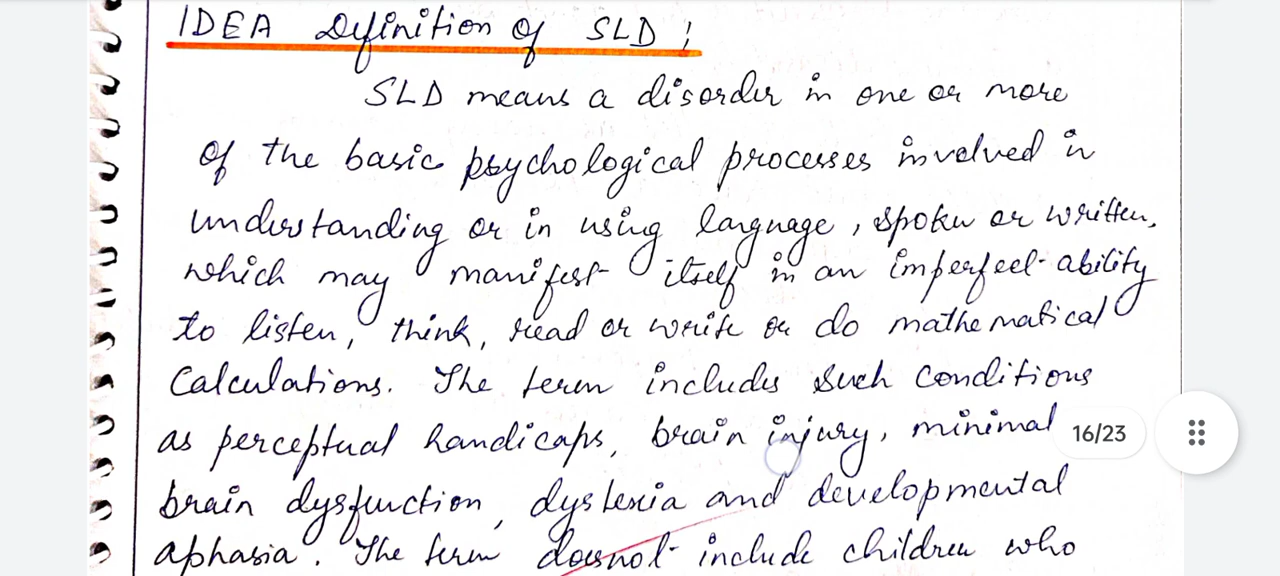 IDEA Definition of SLD :
SLD means a disorder in one or more
of the basic psychological processes involved in
understanding or in using language, spoken or written,
which may manifest itself in an imperfect ability
to listen, think, read or write or do mathematical
Calculations. The term includes such conditions
as perceptual handicaps, brain injury, minimal
16/23
brain dysfunction, dyslexia and developmental
aphasia. The term doesnot include children who